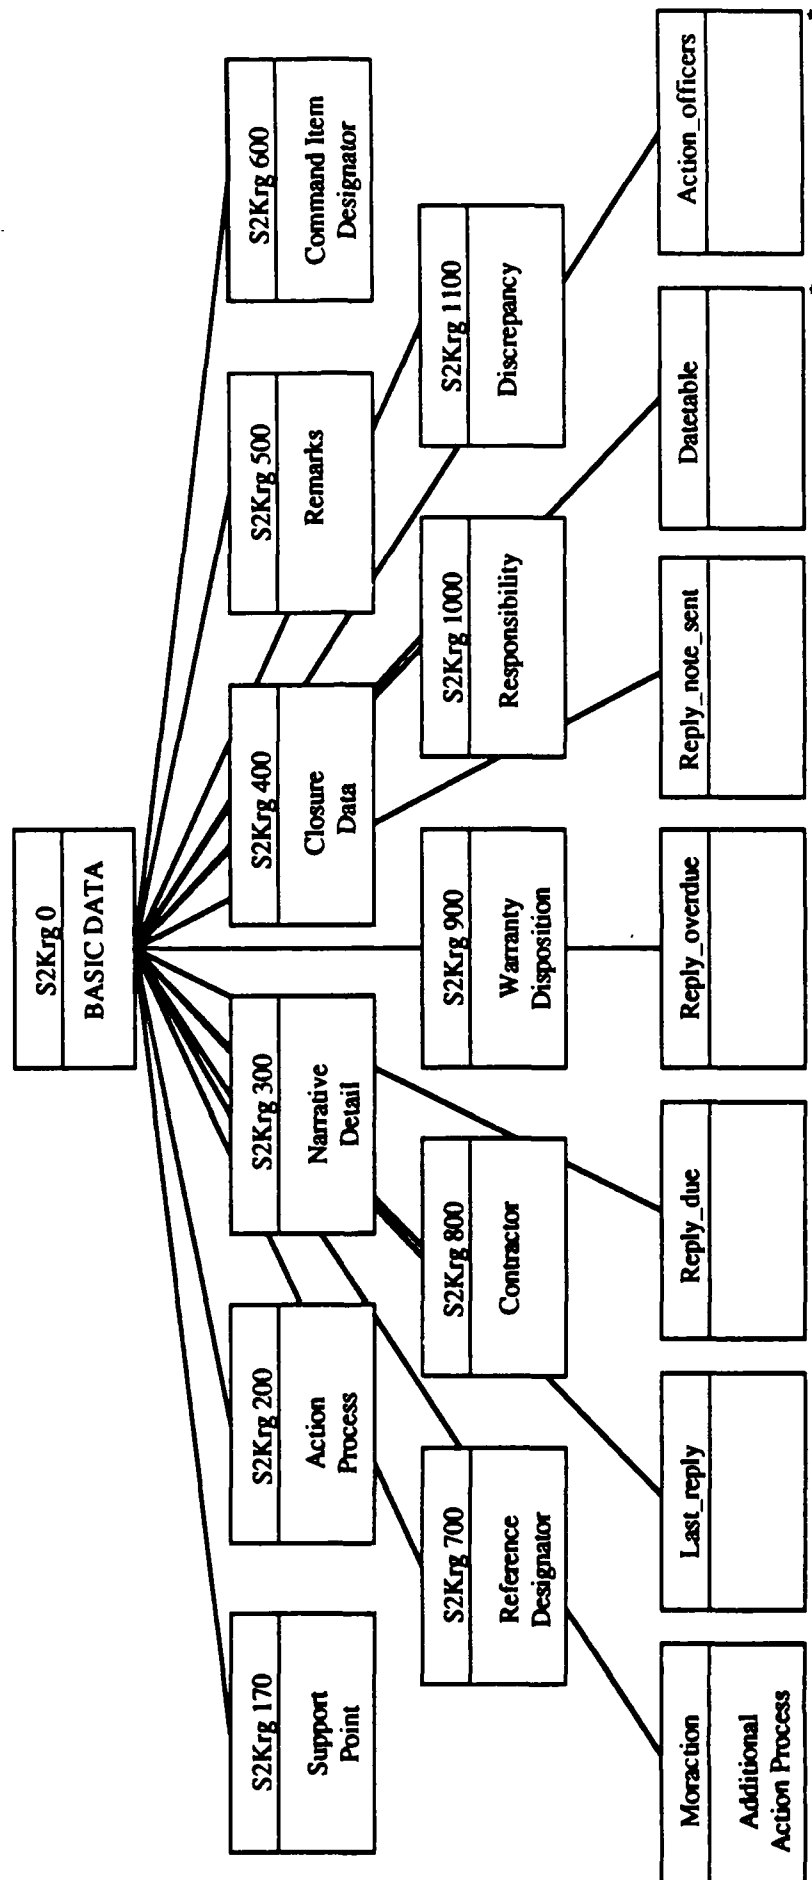 S2Krg 0
BASIC DATA
S2Krg 170
Support
Point
S2Krg 200
Action
Process
S2Krg 300
Narrative
Detail
S2Krg 400
Closure
Data
S2Krg 500
Remarks
S2Krg 600
Command Item
Designator
S2Krg 700
Reference
Designator
S2Krg 800
Contractor
S2Krg 900
Warranty
Disposition
S2Krg 1000
Responsibility
S2Krg 1100
Discrepancy
Moraction
Additional
Action Process
Last_reply
Reply_due
Reply_overdue
Reply_note_sent
Datetable
Action_officers